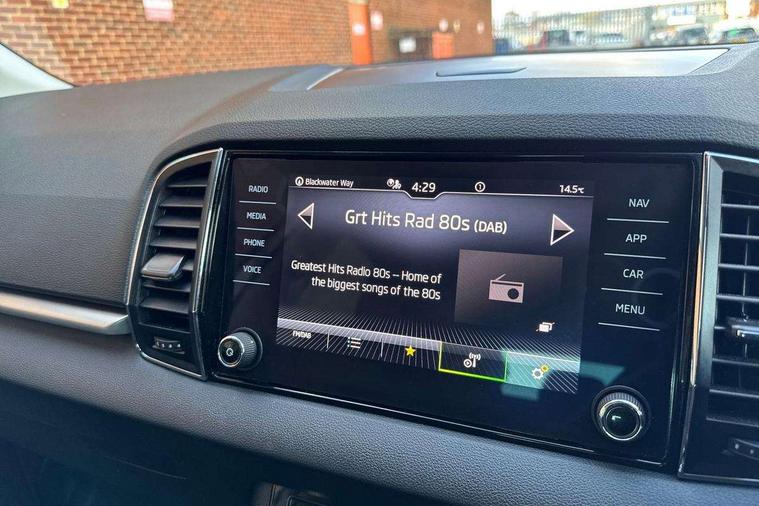 RADIO
MEDIA
PHONE
VOICE
Blackwater Way
4:29
14.5°C
Grt Hits Rad 80s (DAB)
Greatest Hits Radio 80s – Home of
the biggest songs of the 80s
FM/DAB
NAV
APP
CAR
MENU